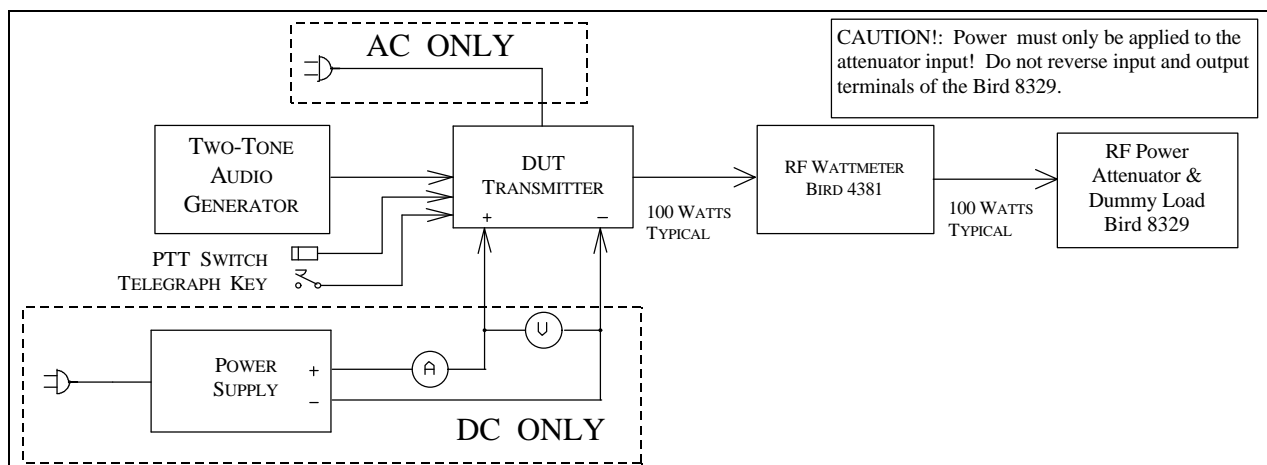 AC ONLY
CAUTION!: Power must only be applied to the
attenuator input! Do not reverse input and output
terminals of the Bird 8329.
TWO-TONE
AUDIO
GENERATOR
DUT
TRANSMITTER
+ −
RF WATTMETER
BIRD 4381
RF Power
Attenuator &
Dummy Load
Bird 8329
100 WATTS
TYPICAL
100 WATTS
TYPICAL
PTT SWITCH
TELEGRAPH KEY
V
A
POWER
SUPPLY
+
−
DC ONLY